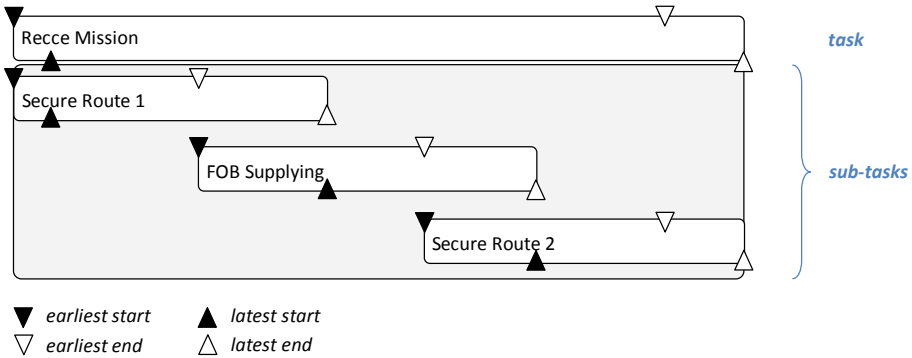 Recce Mission
task
Secure Route 1
FOB Supplying
sub-tasks
Secure Route 2
earliest start
latest start
earliest end
latest end